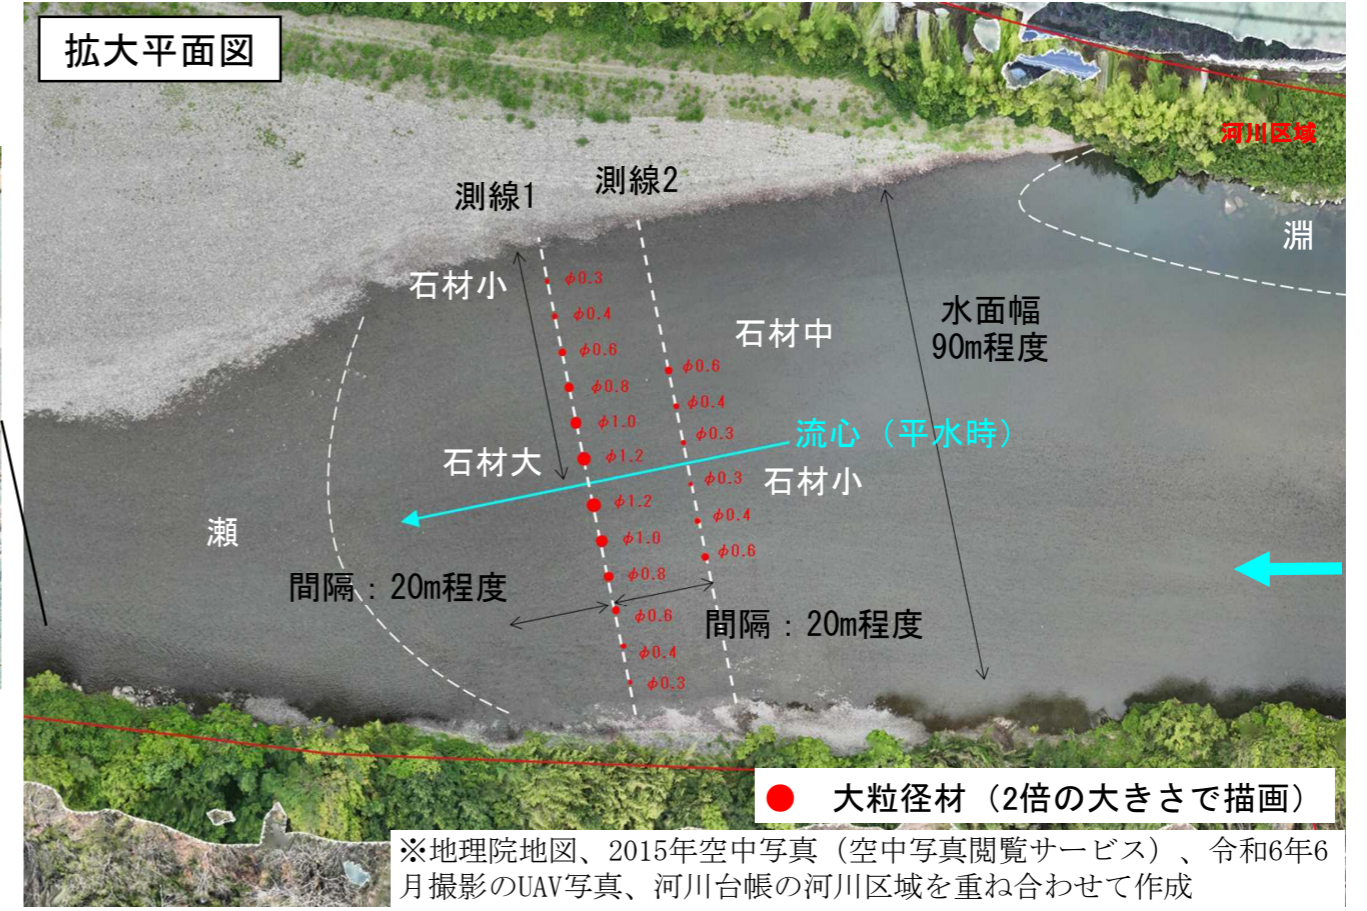 拡大平面図
河川区域
測線1
測線2
淵
石材小
石材中
水面幅
90m程度
φ0.3
φ0.4
φ0.6
φ0.8
φ1.0
φ1.2
φ1.2
φ1.0
φ0.8
φ0.6
φ0.4
φ0.3
φ0.6
φ0.4
φ0.3
φ0.3
φ0.4
φ0.6
流心（平水時）
石材大
石材小
瀬
間隔：20m程度
間隔：20m程度
大粒径材（2倍の大きさで描画）
※地理院地図、2015年空中写真（空中写真閲覧サービス）、令和6年6
月撮影のUAV写真、河川台帳の河川区域を重ね合わせて作成